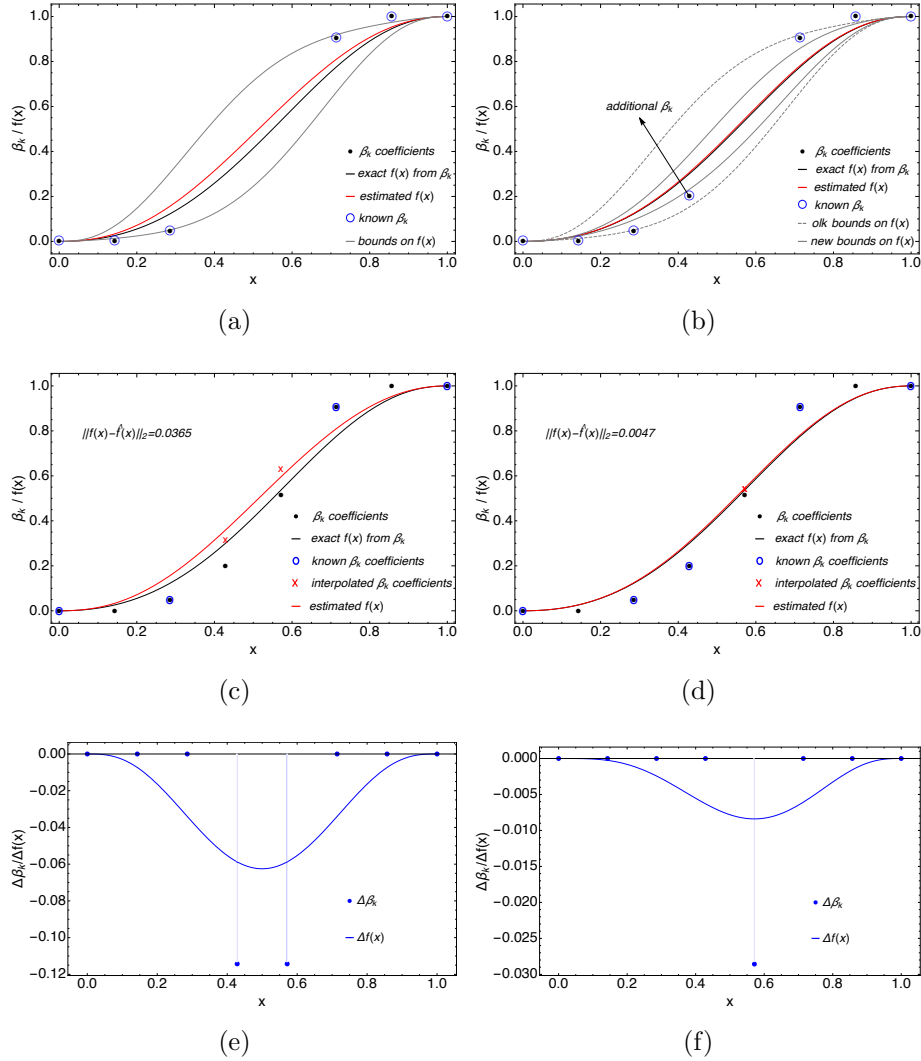 1.0
0.8
0.6
0.4
0.2
0.0
βk / f(x)
βk coefficients
exact f(x) from βk
estimated f(x)
known βk
bounds on f(x)
0.0 0.2 0.4 0.6 0.8 1.0
x
(a)
1.0
0.8
0.6
0.4
0.2
0.0
βk / f(x)
additional βk
βk coefficients
exact f(x) from βk
estimated f(x)
known βk
olk bounds on f(x)
new bounds on f(x)
0.0 0.2 0.4 0.6 0.8 1.0
x
(b)
1.0
0.8
0.6
0.4
0.2
0.0
βk / f(x)
||f(x)-f̂(x)||2=0.0365
βk coefficients
exact f(x) from βk
known βk coefficients
interpolated βk coefficients
estimated f(x)
0.0 0.2 0.4 0.6 0.8 1.0
x
(c)
1.0
0.8
0.6
0.4
0.2
0.0
βk / f(x)
||f(x)-f̂(x)||2=0.0047
βk coefficients
exact f(x) from βk
known βk coefficients
interpolated βk coefficients
estimated f(x)
0.0 0.2 0.4 0.6 0.8 1.0
x
(d)
0.00
-0.02
-0.04
-0.06
-0.08
-0.10
-0.12
Δβk/Δf(x)
Δβk
Δf(x)
0.0 0.2 0.4 0.6 0.8 1.0
x
(e)
0.000
-0.005
-0.010
-0.015
-0.020
-0.025
-0.030
Δβk/Δf(x)
Δβk
Δf(x)
0.0 0.2 0.4 0.6 0.8 1.0
x
(f)